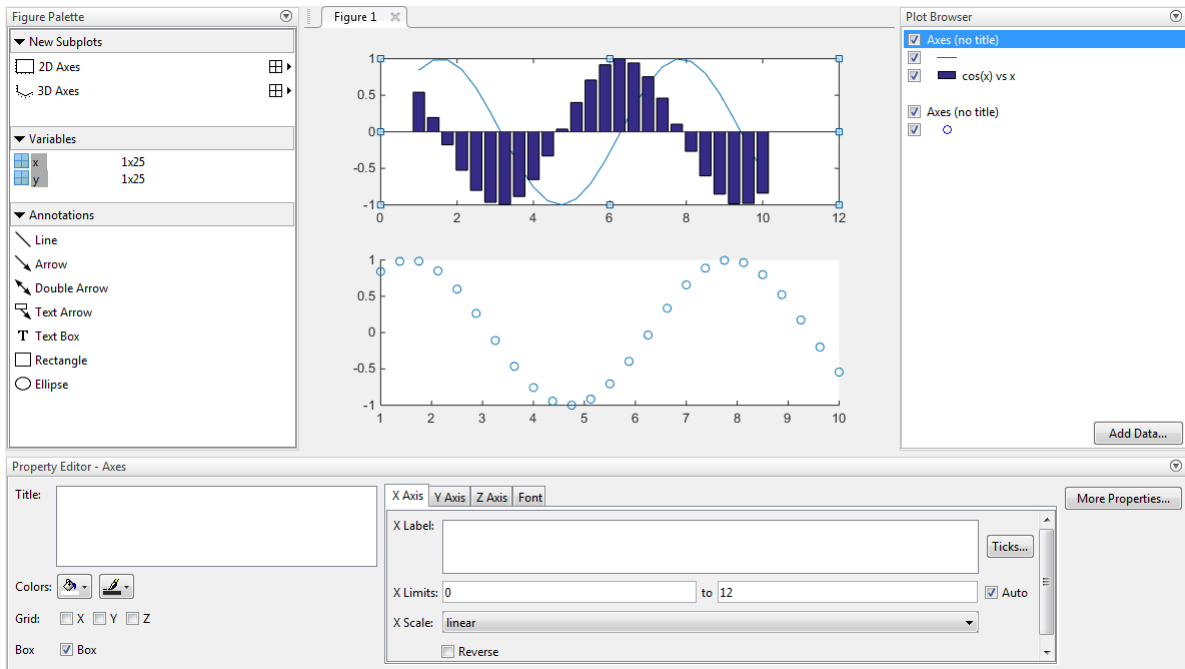 Figure Palette
New Subplots
2D Axes
3D Axes
Variables
x 1x25
y 1x25
Annotations
Line
Arrow
Double Arrow
Text Arrow
T Text Box
Rectangle
Ellipse
Figure 1
1
0.5
0
-0.5
-1
0 2 4 6 8 10 12
1
0.5
0
-0.5
-1
1 2 3 4 5 6 7 8 9 10
Plot Browser
Axes (no title)
cos(x) vs x
Axes (no title)
Add Data...
Property Editor - Axes
Title:
Colors:
Grid: X Y Z
Box Box
X Axis Y Axis Z Axis Font
X Label:
Ticks...
X Limits: 0 to 12 Auto
X Scale: linear
Reverse
More Properties...